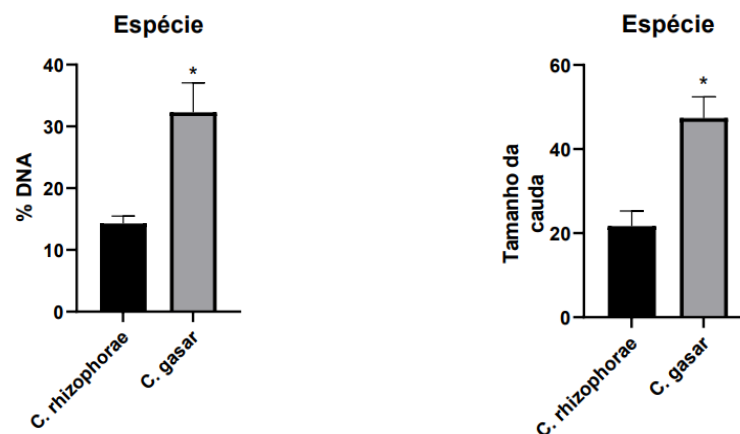 Espécie
% DNA
40
30
20
10
0
*
C. rhizophorae
C. gasar
Espécie
Tamanho da
cauda
60
40
20
0
*
C. rhizophorae
C. gasar